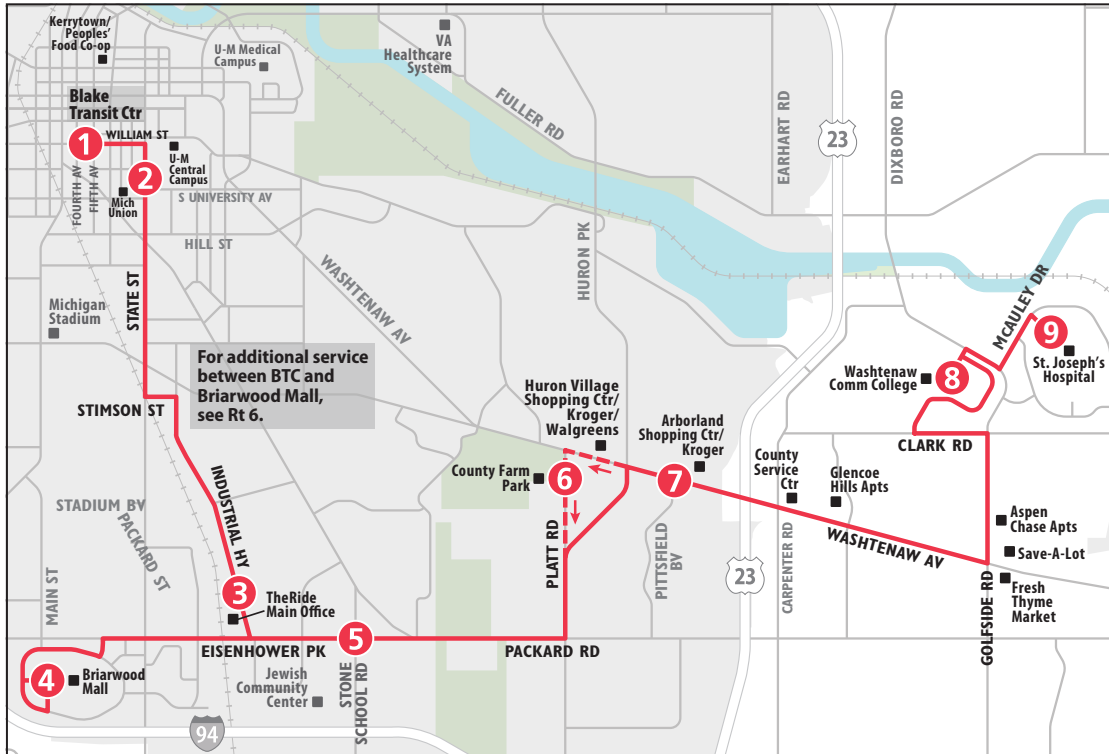 Kerrytown/
Peoples'
Food Co-op
U-M Medical
Campus
VA
Healthcare
System
Blake
Transit Ctr
1
WILLIAM ST
2
U-M
Central
Campus
Mich
Union
FOURTH AV
FIFTH AV
S UNIVERSITY AV
HILL ST
FULLER RD
EARHART RD
23
DIXBORO RD
HURON PK
WASHTENAW AV
STATE ST
Michigan
Stadium
MCAULEY DR
9
St. Joseph's
Hospital
8
Washtenaw
Comm College
For additional service
between BTC and
Briarwood Mall,
see Rt 6.
STIMSON ST
Huron Village
Shopping Ctr/
Kroger/
Walgreens
Arborland
Shopping Ctr/
Kroger
CLARK RD
County Farm
Park
6
7
County
Service
Ctr
Glencoe
Hills Apts
STADIUM BV
PACKARD ST
INDUSTRIAL HY
PLATT RD
PITTSFIELD
BV
23
CARPENTER RD
WASHTENAW AV
Aspen
Chase Apts
Save-A-Lot
Fresh
Thyme
Market
GOLFSIDE RD
MAIN ST
3
TheRide
Main Office
5
EISENHOWER PK
PACKARD RD
4
Briarwood
Mall
Jewish
Community
Center
STONE
SCHOOL RD
94